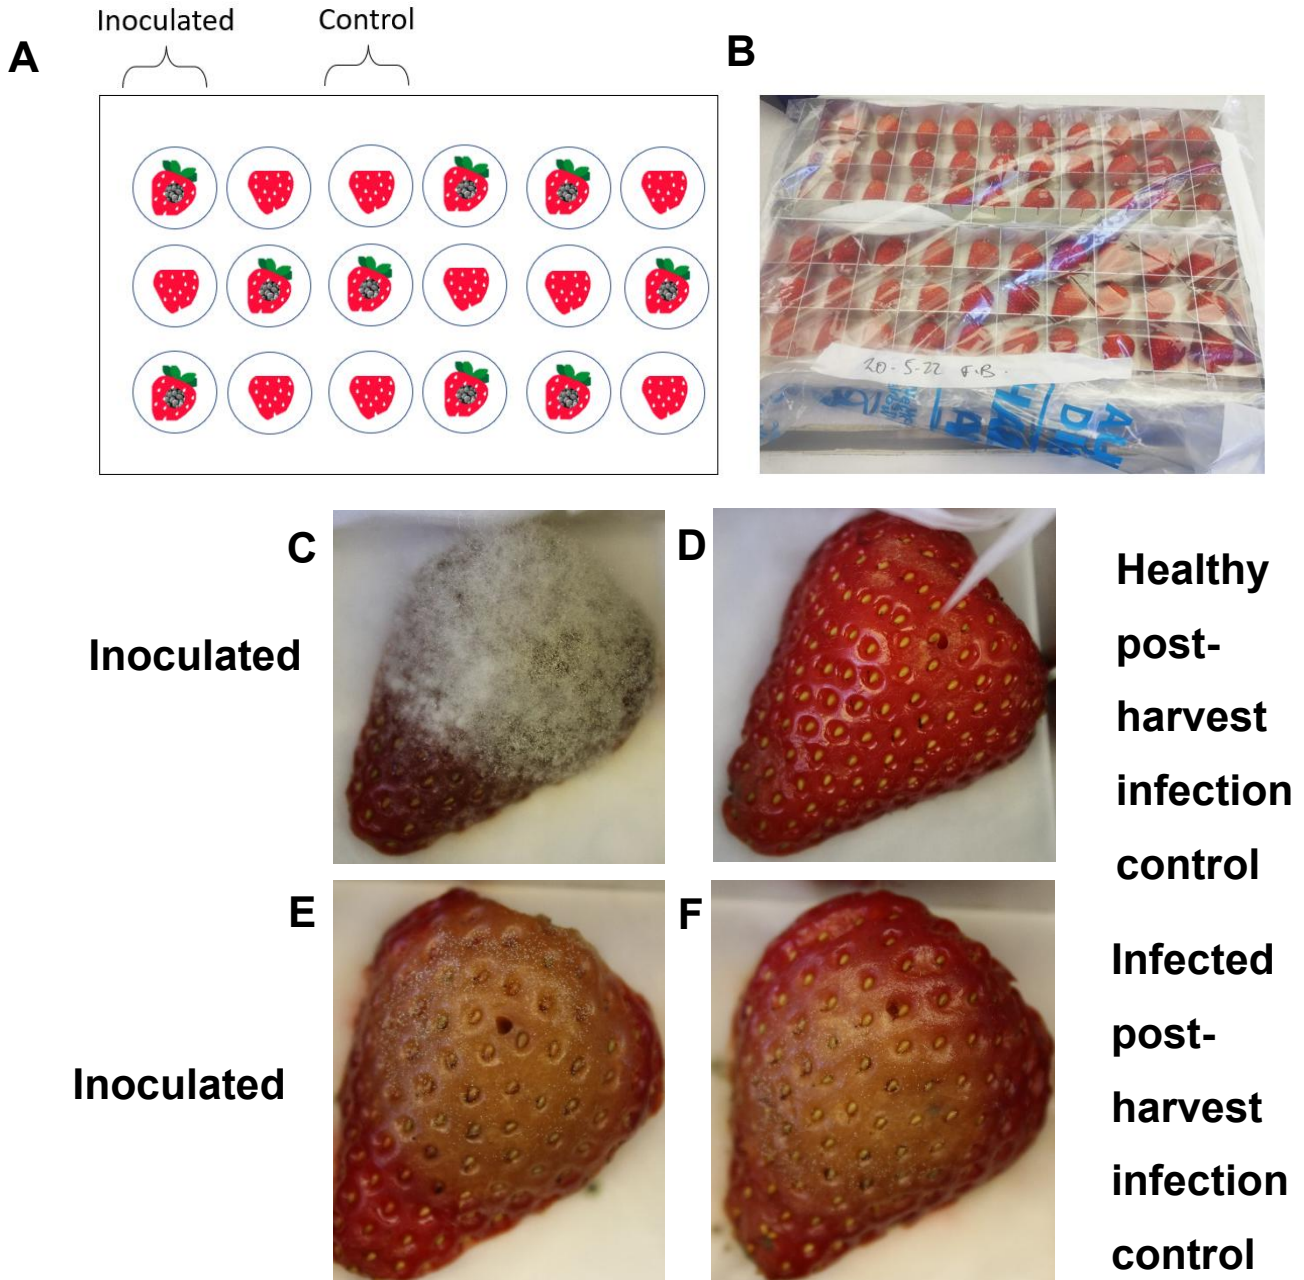 Inoculated
Control
A
B
20-5-22 F.B.
C
D
Healthy
post-
harvest
infection
control
Inoculated
E
F
Infected
post-
harvest
infection
control
Inoculated